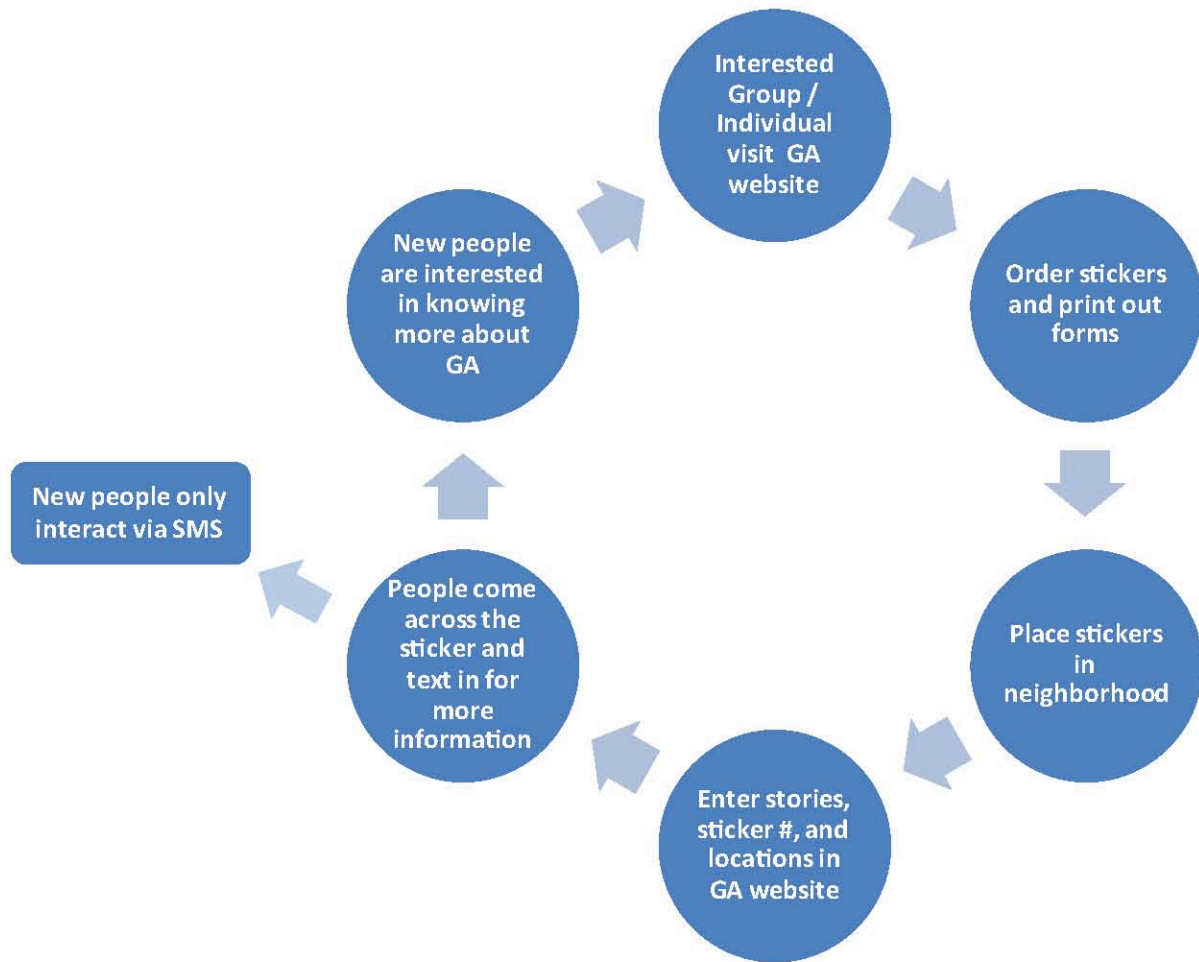 Interested
Group /
Individual
visit GA
website
Order stickers
and print out
forms
Place stickers
in
neighborhood
Enter stories,
sticker #, and
locations in
GA website
People come
across the
sticker and
text in for
more
information
New people only
interact via SMS
New people
are interested
in knowing
more about
GA